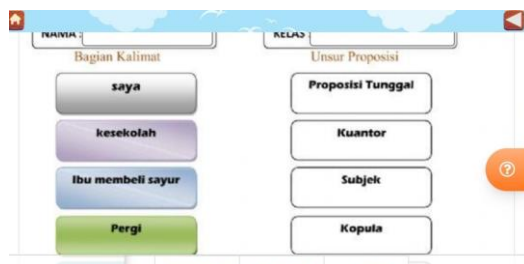 NAMA :
KELAS :
Bagian Kalimat
Unsur Proposisi
saya
Proposisi Tunggal
kesekolah
Kuantor
Ibu membeli sayur
Subjek
Pergi
Kopula